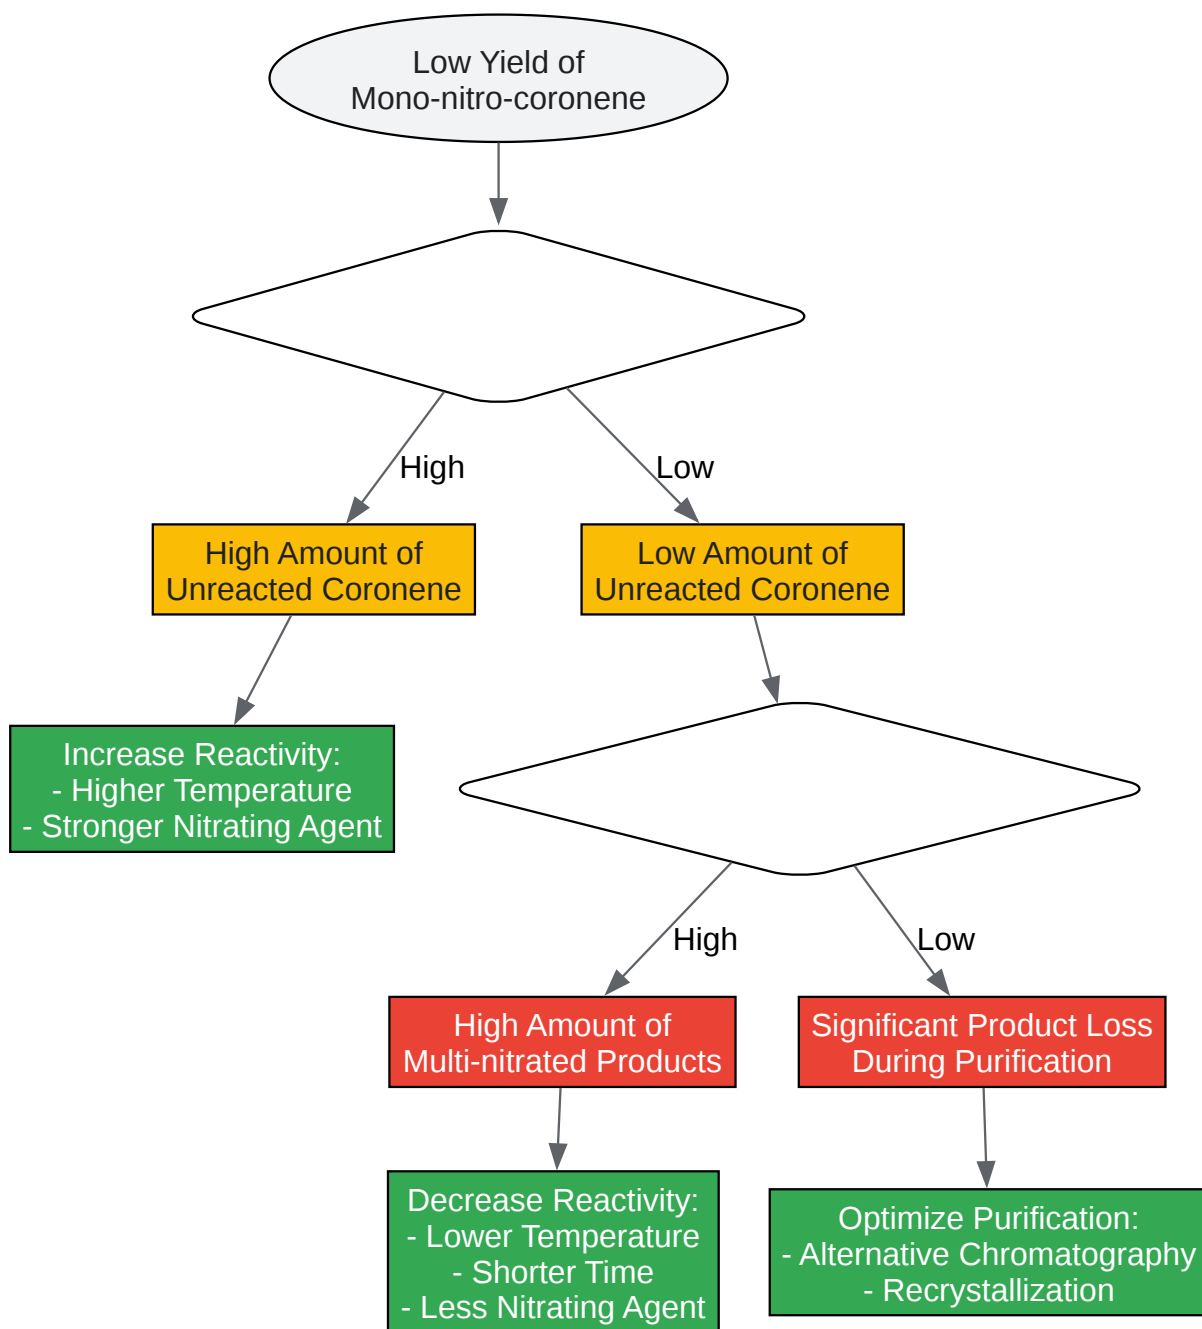 Low Yield of
Mono-nitro-coronene
High
Low
High Amount of
Unreacted Coronene
Low Amount of
Unreacted Coronene
Increase Reactivity:
- Higher Temperature
- Stronger Nitrating Agent
High
Low
High Amount of
Multi-nitrated Products
Significant Product Loss
During Purification
Decrease Reactivity:
- Lower Temperature
- Shorter Time
- Less Nitrating Agent
Optimize Purification:
- Alternative Chromatography
- Recrystallization